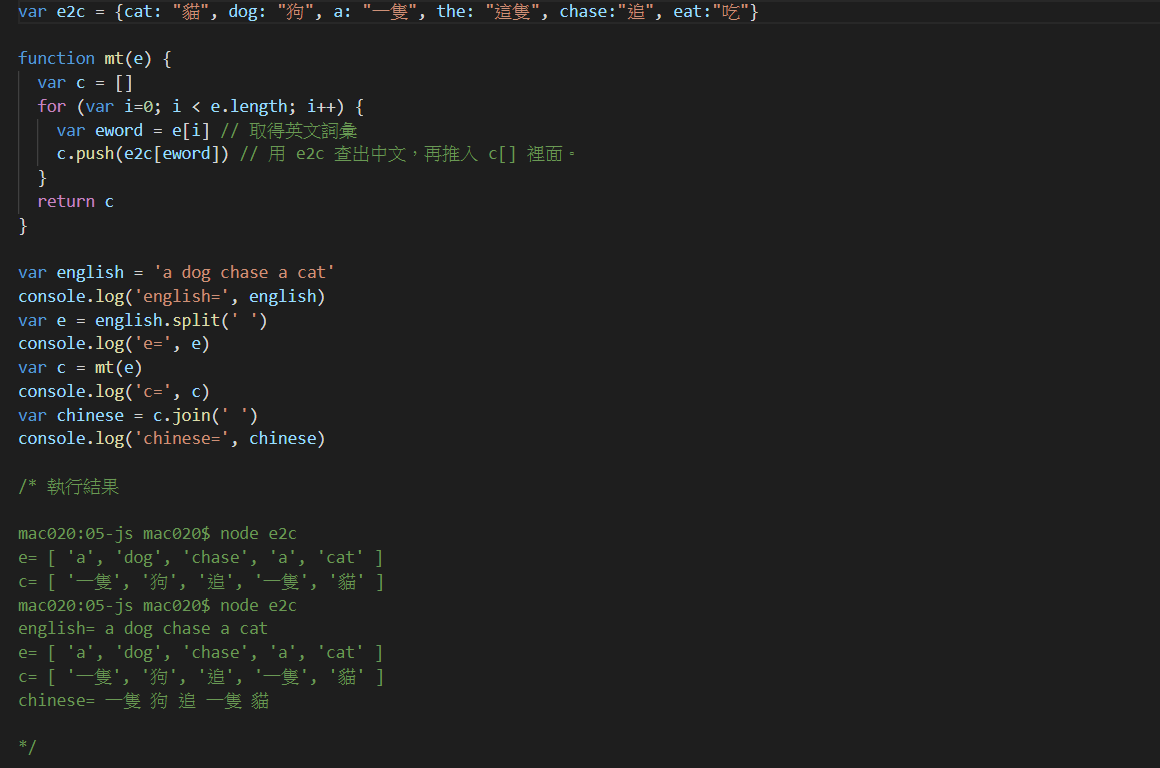 var e2c = {cat: "貓", dog: "狗", a: "一隻", the: "這隻", chase:"追", eat:"吃"}
function mt(e) {
  var c = []
  for (var i=0; i < e.length; i++) {
    var eword = e[i] // 取得英文詞彙
    c.push(e2c[eword]) // 用 e2c 查出中文，再推入 c[] 裡面。
  }
  return c
}
var english = 'a dog chase a cat'
console.log('english=', english)
var e = english.split(' ')
console.log('e=', e)
var c = mt(e)
console.log('c=', c)
var chinese = c.join(' ')
console.log('chinese=', chinese)
/* 執行結果
mac020:05-js mac020$ node e2c
e= [ 'a', 'dog', 'chase', 'a', 'cat' ]
c= [ '一隻', '狗', '追', '一隻', '貓' ]
mac020:05-js mac020$ node e2c
english= a dog chase a cat
e= [ 'a', 'dog', 'chase', 'a', 'cat' ]
c= [ '一隻', '狗', '追', '一隻', '貓' ]
chinese= 一隻 狗 追 一隻 貓
*/